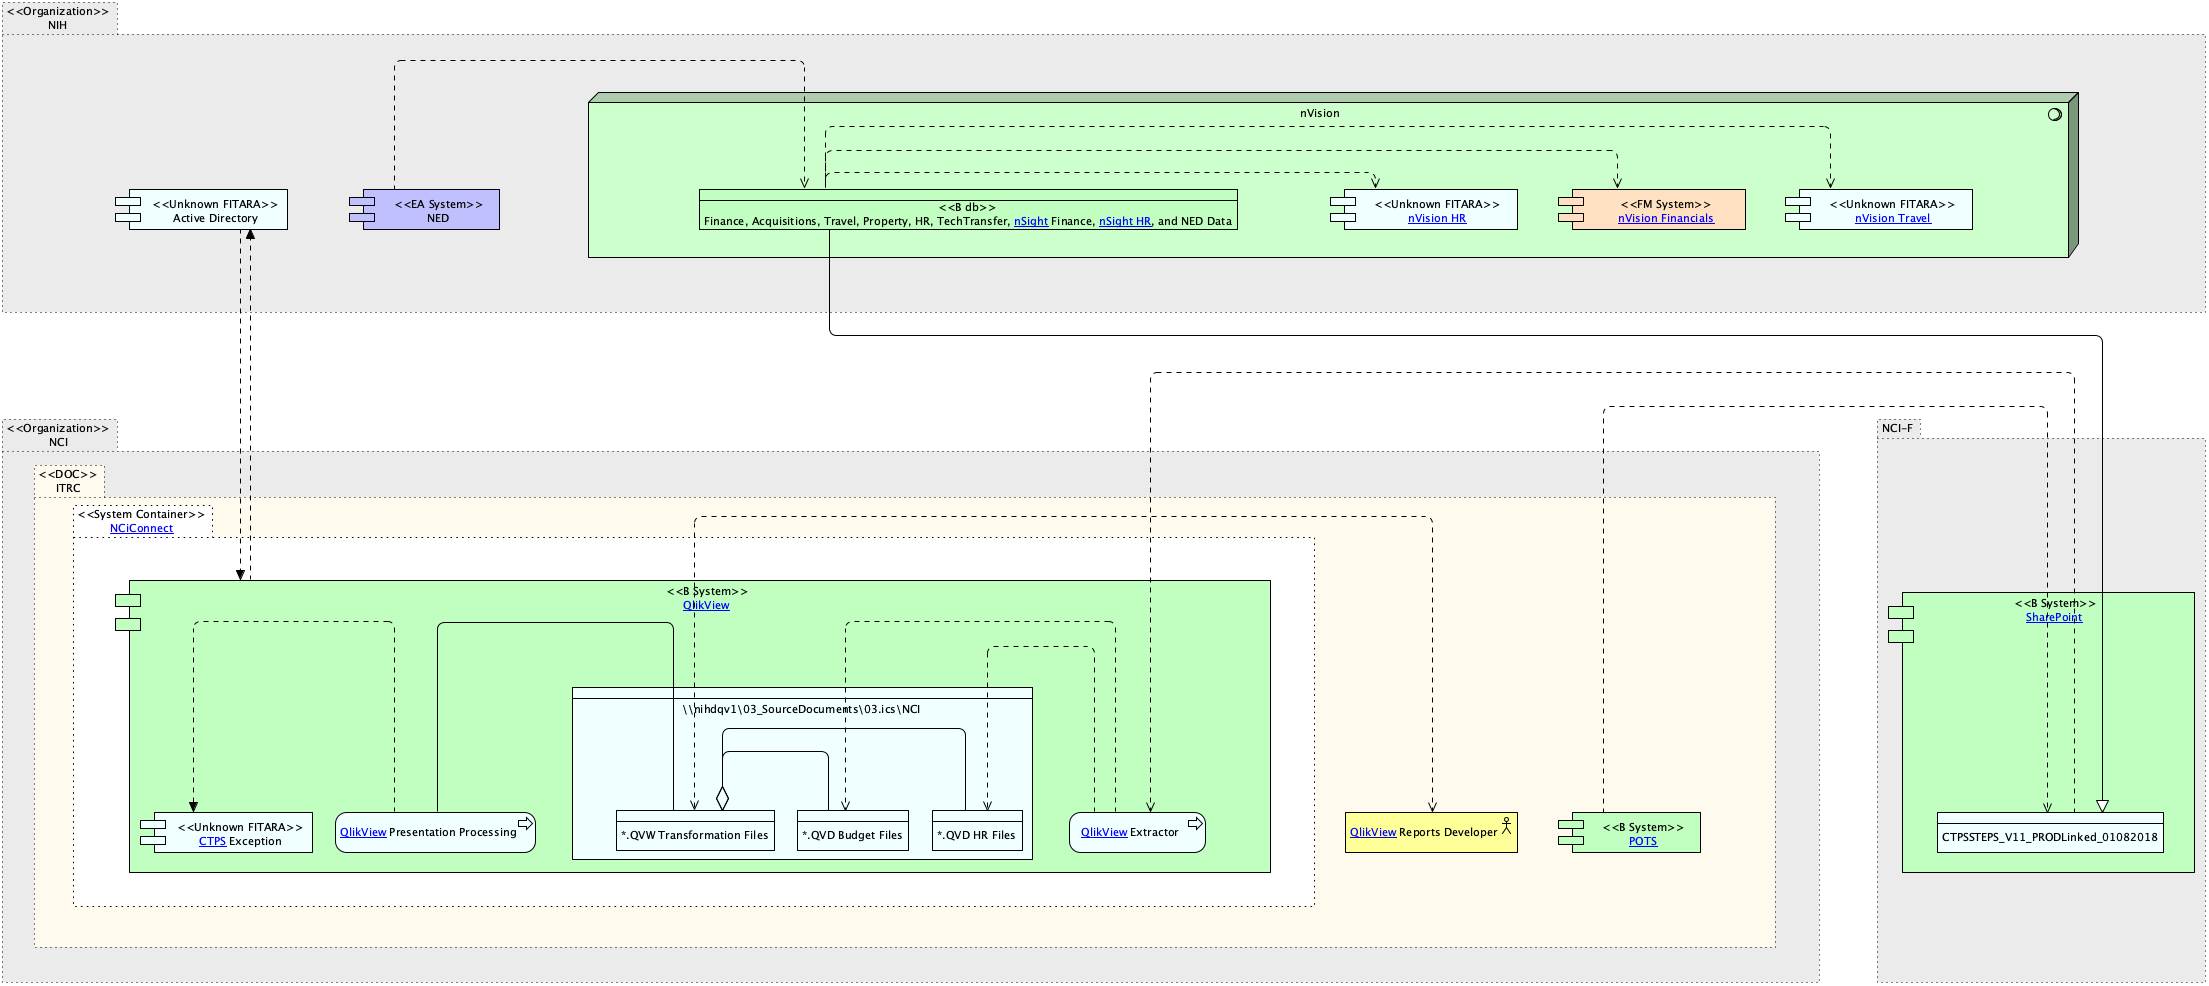 <<Organization>>
NIH
nVision
<<Unknown FITARA>>
Active Directory
<<EA System>>
NED
<<B db>>
Finance, Acquisitions, Travel, Property, HR, TechTransfer, nSight Finance, nSight HR, and NED Data
<<Unknown FITARA>>
nVision HR
<<FM System>>
nVision Financials
<<Unknown FITARA>>
nVision Travel
<<Organization>>
NCI
NCI-F
<<DOC>>
ITRC
<<System Container>>
NCiConnect
<<B System>>
QlikView
<<B System>>
SharePoint
\\nihdqv1\03_SourceDocuments\03.ics\NCI
<<Unknown FITARA>>
CTPS Exception
QlikView Presentation Processing
*.QVW Transformation Files
*.QVD Budget Files
*.QVD HR Files
QlikView Extractor
QlikView Reports Developer
<<B System>>
POTS
CTPSSTEPS_V11_PRODLinked_01082018